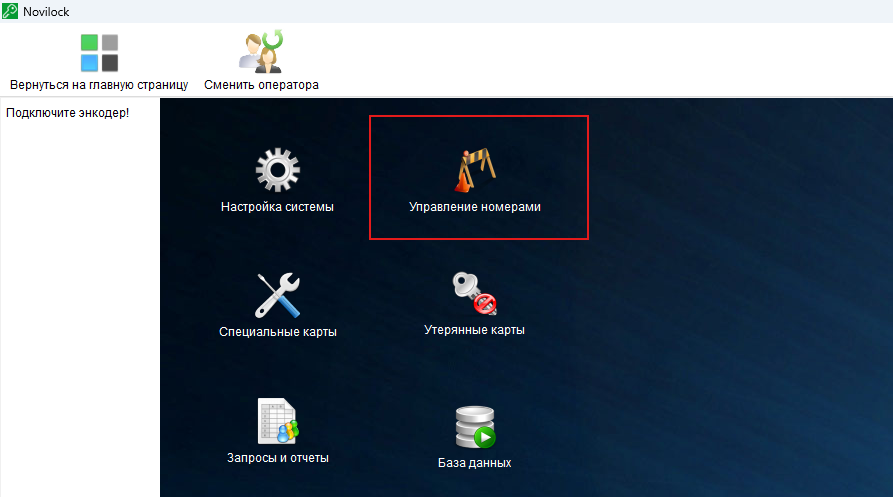 Novilock
Вернуться на главную страницу
Сменить оператора
Подключите энкодер!
Настройка системы
Управление номерами
Специальные карты
Утерянные карты
Запросы и отчеты
База данных